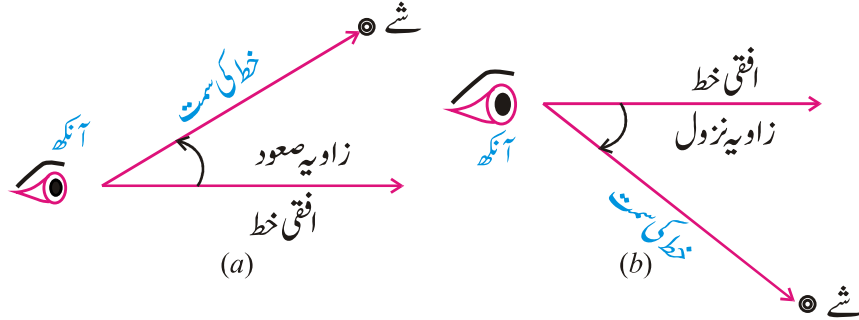 شے
خط کی سمت
آنکھ
زاویہ صعود
افقی خط
(a)
افقی خط
آنکھ
زاویہ نزول
خط کی سمت
(b)
شے